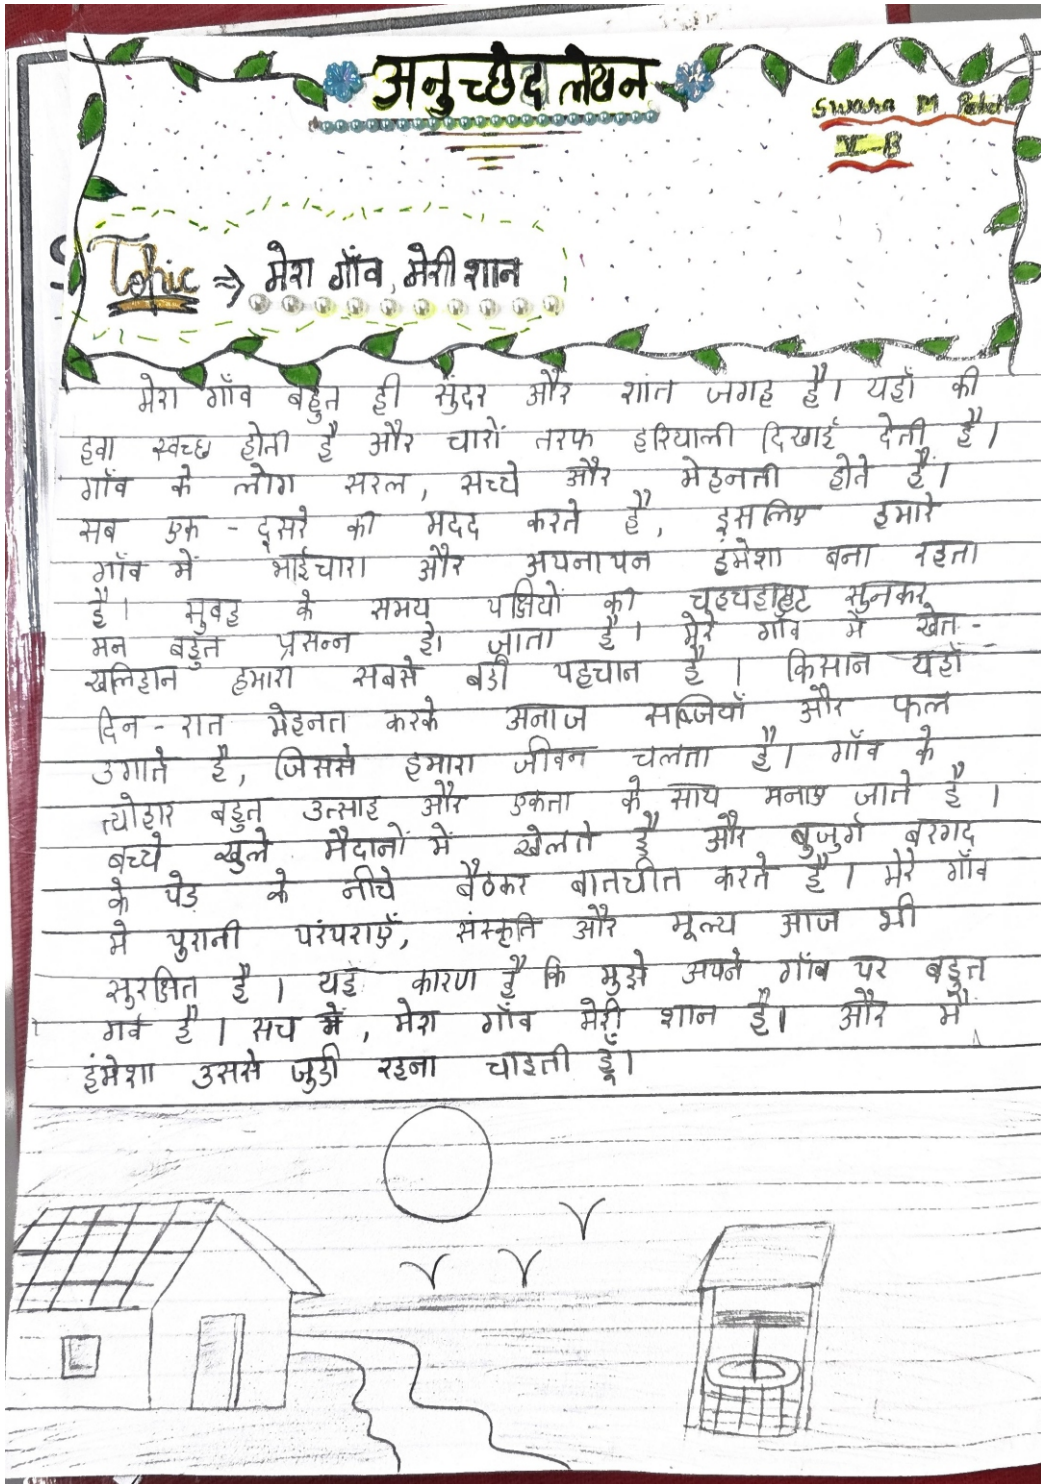 अनुच्छेद लेखन
Swara M
V-B
Topic ⇒ मेरा गाँव, मेरी शान
मेरा गाँव बहुत ही सुंदर और शांत जगह है। यहाँ की
हवा स्वच्छ होती है और चारों तरफ हरियाली दिखाई देती है।
गाँव के लोग सरल, सच्चे और मेहनती होते हैं।
सब एक - दूसरे की मदद करते है, इसलिए हमारे
गाँव में भाईचारा और अपनापन हंमेशा बना रहता
है। सुबह के समय पक्षियों की चहचहाहट सुनकर
मन बहुत प्रसन्न हो जाता है। मेरे गाँव में खेत -
खलिहान हमारी सबसे बड़ी पहचान है। किसान यहाँ
दिन - रात मेहनत करके अनाज सब्जियाँ और फल
उगाते है, जिससे हमारा जीवन चलता है। गाँव के
त्योहार बहुत उत्साह और एकता के साथ मनाए जाते है।
बच्चे खुले मैदानों में खेलते है और बुजुर्ग बरगद
के पेड़ के नीचे बैठकर बातचीत करते है। मेरे गाँव
मे पुरानी परंपराएँ, संस्कृति और मूल्य आज भी
सुरक्षित है। यह कारण है कि मुझे अपने गाँव पर बहुत
गर्व है। सच में, मेरा गाँव मेरी शान है। और मै
हंमेशा उससे जुड़ी रहना चाहती हूँ।